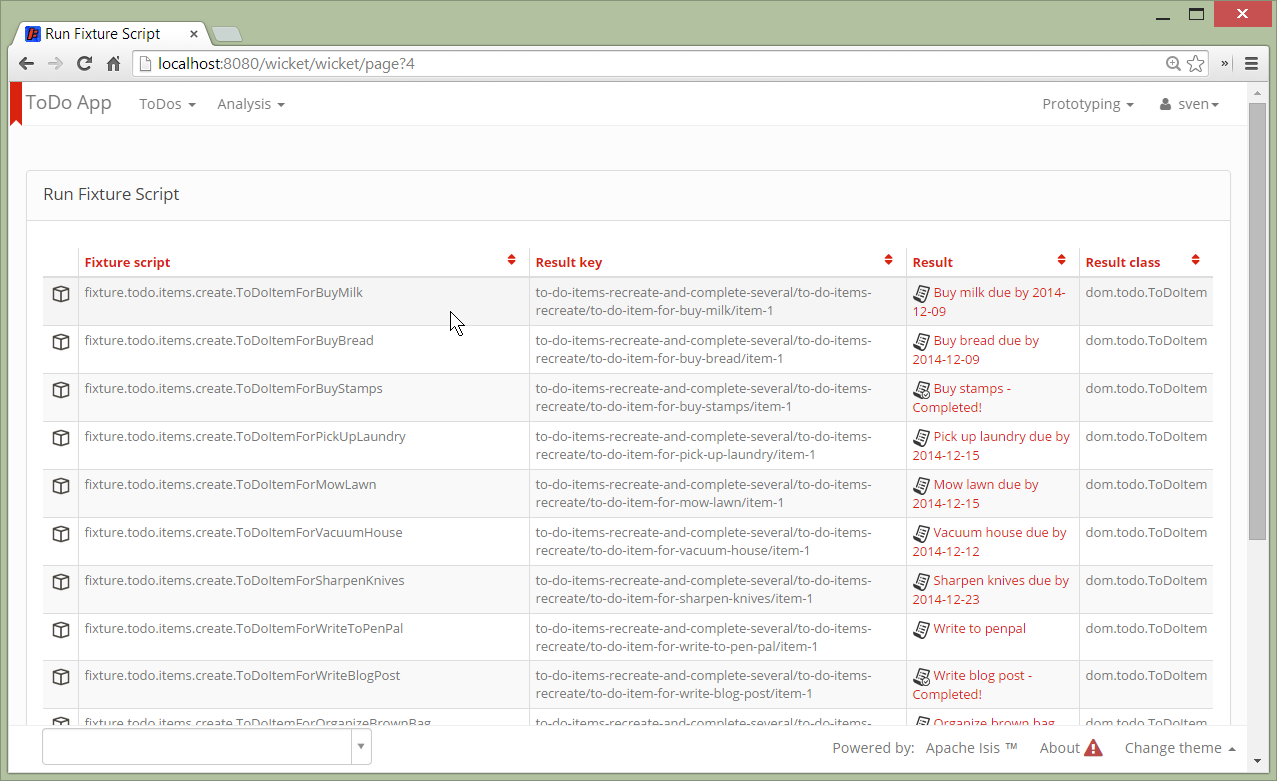 Run Fixture Script
localhost:8080/wicket/wicket/page?4
ToDo App ToDos Analysis Prototyping sven
Run Fixture Script
Fixture script Result key Result Result class
fixture.todo.items.create.ToDoItemForBuyMilk to-do-items-recreate-and-complete-several/to-do-items- Buy milk due by 2014- dom.todo.ToDoItem
recreate/to-do-item-for-buy-milk/item-1 12-09
fixture.todo.items.create.ToDoItemForBuyBread to-do-items-recreate-and-complete-several/to-do-items- Buy bread due by dom.todo.ToDoItem
recreate/to-do-item-for-buy-bread/item-1 2014-12-09
fixture.todo.items.create.ToDoItemForBuyStamps to-do-items-recreate-and-complete-several/to-do-items- Buy stamps - dom.todo.ToDoItem
recreate/to-do-item-for-buy-stamps/item-1 Completed!
fixture.todo.items.create.ToDoItemForPickUpLaundry to-do-items-recreate-and-complete-several/to-do-items- Pick up laundry due by dom.todo.ToDoItem
recreate/to-do-item-for-pick-up-laundry/item-1 2014-12-15
fixture.todo.items.create.ToDoItemForMowLawn to-do-items-recreate-and-complete-several/to-do-items- Mow lawn due by dom.todo.ToDoItem
recreate/to-do-item-for-mow-lawn/item-1 2014-12-15
fixture.todo.items.create.ToDoItemForVacuumHouse to-do-items-recreate-and-complete-several/to-do-items- Vacuum house due by dom.todo.ToDoItem
recreate/to-do-item-for-vacuum-house/item-1 2014-12-12
fixture.todo.items.create.ToDoItemForSharpenKnives to-do-items-recreate-and-complete-several/to-do-items- Sharpen knives due by dom.todo.ToDoItem
recreate/to-do-item-for-sharpen-knives/item-1 2014-12-23
fixture.todo.items.create.ToDoItemForWriteToPenPal to-do-items-recreate-and-complete-several/to-do-items- Write to penpal dom.todo.ToDoItem
recreate/to-do-item-for-write-to-pen-pal/item-1
fixture.todo.items.create.ToDoItemForWriteBlogPost to-do-items-recreate-and-complete-several/to-do-items- Write blog post - dom.todo.ToDoItem
recreate/to-do-item-for-write-blog-post/item-1 Completed!
fixture.todo.items.create.ToDoItemForOrganizeBrownBag to-do-items-recreate-and-complete-several/to-do-items- Organize brown bag dom.todo.ToDoItem
Powered by: Apache Isis ™ About Change theme